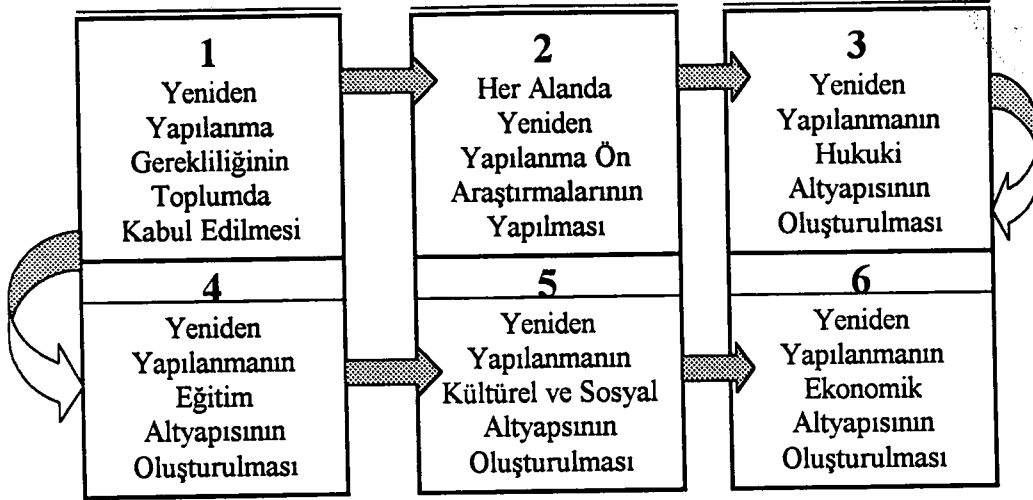 1
Yeniden
Yapılanma
Gerekliliğinin
Toplumda
Kabul Edilmesi
2
Her Alanda
Yeniden
Yapılanma Ön
Araştırmalarının
Yapılması
3
Yeniden
Yapılanmanın
Hukuki
Altyapısının
Oluşturulması
4
Yeniden
Yapılanmanın
Eğitim
Altyapısının
Oluşturulması
5
Yeniden
Yapılanmanın
Kültürel ve Sosyal
Altyapsının
Oluşturulması
6
Yeniden
Yapılanmanın
Ekonomik
Altyapısının
Oluşturulması